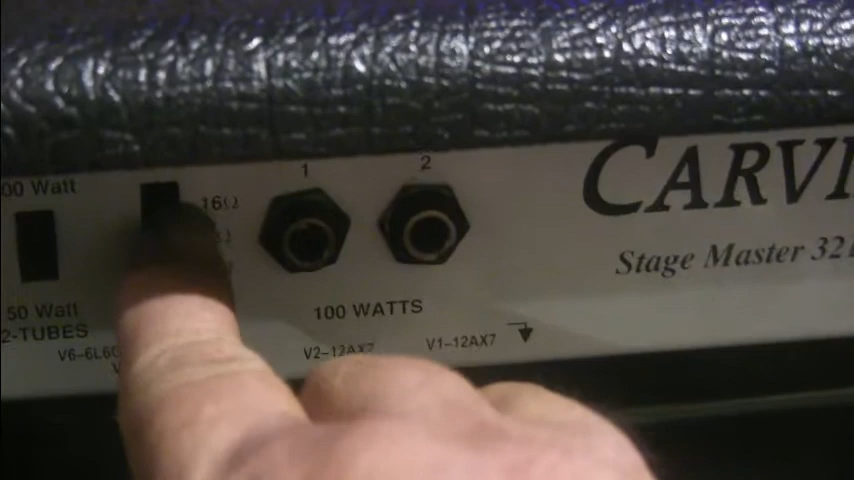 1
2
CARVI
00 Watt
16Ω
Ω
Stage Master 321
50 Watt
100 WATTS
2-TUBES
V6-6L6
V2-12AX7
V1-12AX7